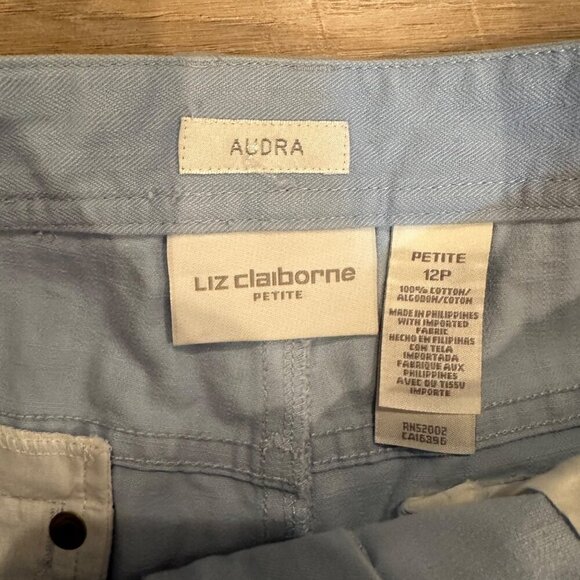 AUDRA
LIZ claiborne
PETITE
PETITE
12P
100% COTTON/
ALGODON/COTON
MADE IN PHILIPPINES
WITH IMPORTED
FABRIC
HECHO EN FILIPINAS
CON TELA
IMPORTADA
FABRIQUE AUX
PHILIPPINES
AVEC DU TISSU
IMPORTE
RN52002
CA16396